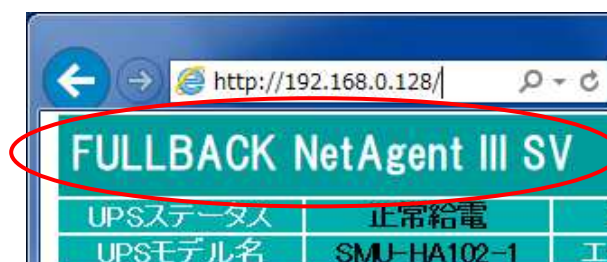 http://192.168.0.128/
FULLBACK NetAgent III SV
UPSステータス 正常給電
UPSモデル名 SMU-HA102-1 エ